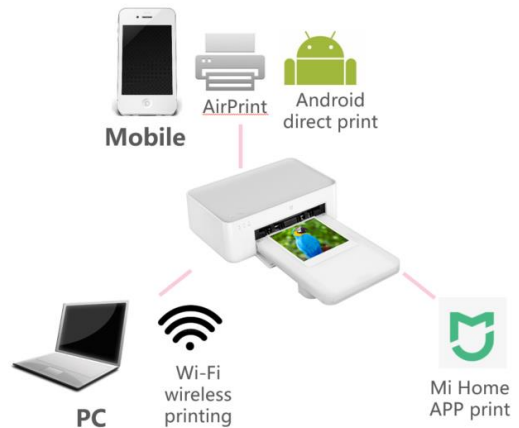 AirPrint
Android
direct print
Mobile
Wi-Fi
wireless
printing
PC
Mi Home
APP print